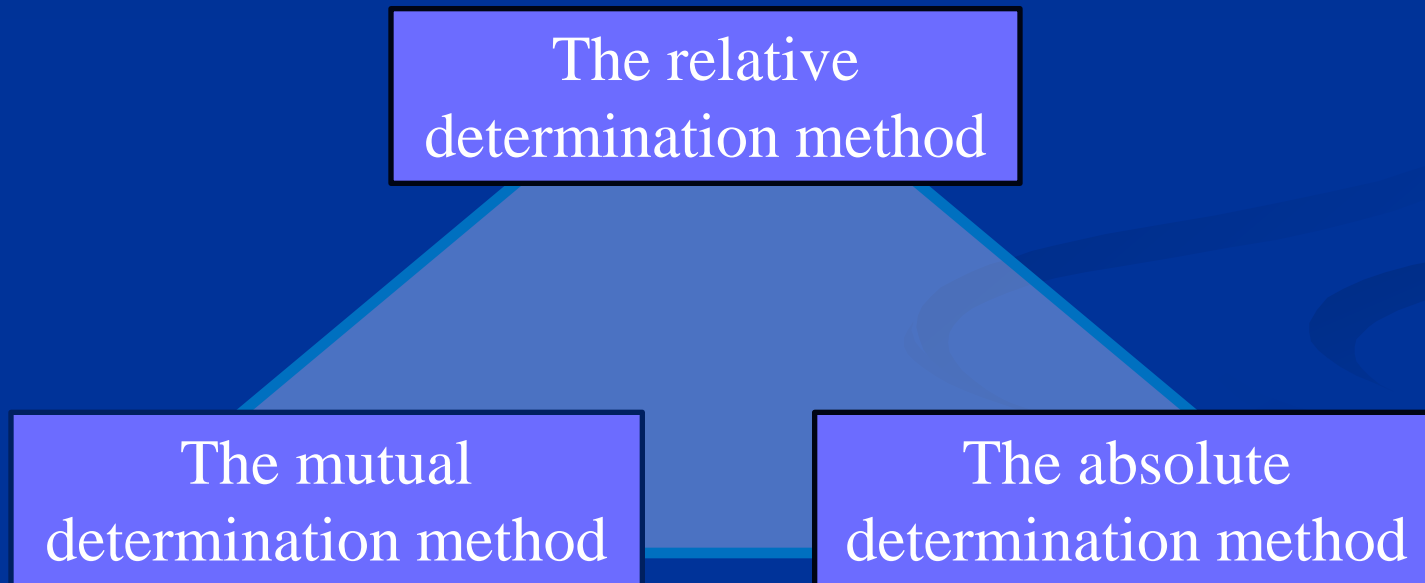 The relative
determination method
The mutual
determination method
The absolute
determination method